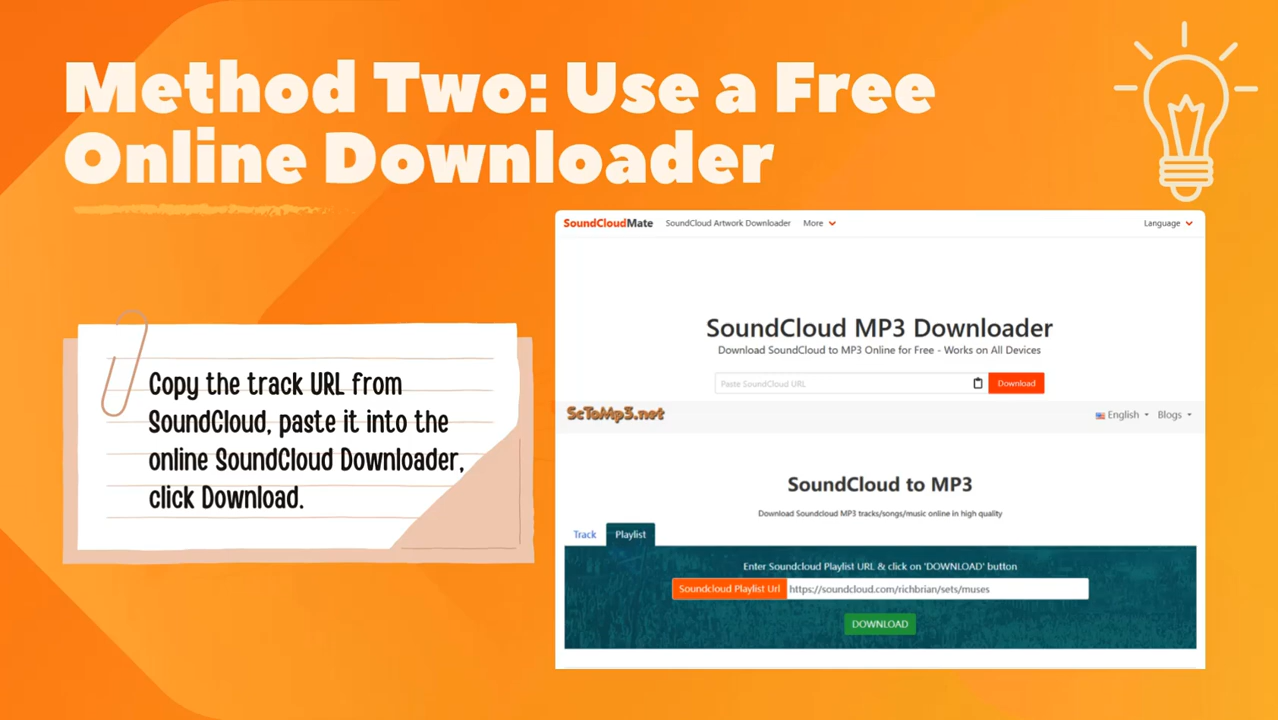 Method Two: Use a Free
Online Downloader
Copy the track URL from
SoundCloud, paste it into the
online SoundCloud Downloader,
click Download.
SoundCloudMate SoundCloud Artwork Downloader More Language
SoundCloud MP3 Downloader
Download SoundCloud to MP3 Online for Free - Works on All Devices
Paste SoundCloud URL Download
ScToMp3.net English Blogs
SoundCloud to MP3
Download Soundcloud MP3 tracks/songs/music online in high quality
Track Playlist
Enter Soundcloud Playlist URL & click on 'DOWNLOAD' button
Soundcloud Playlist Url https://soundcloud.com/richbrian/sets/muses
DOWNLOAD